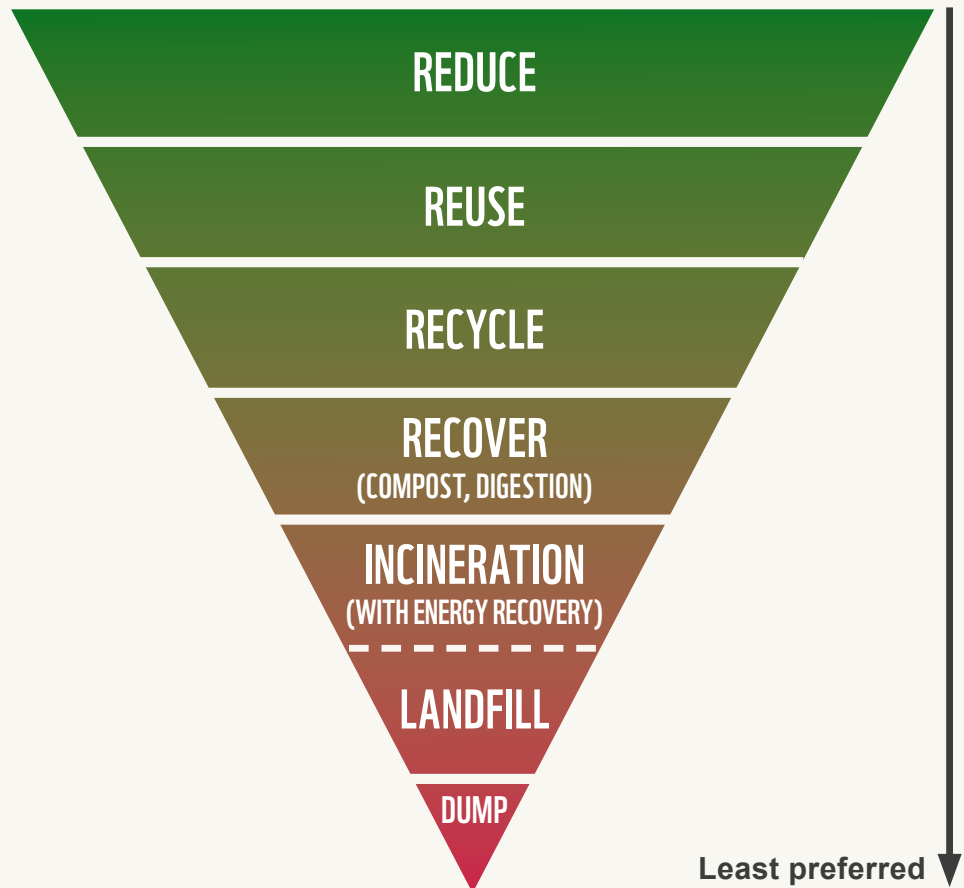 REDUCE
REUSE
RECYCLE
RECOVER
(COMPOST, DIGESTION)
INCINERATION
(WITH ENERGY RECOVERY)
LANDFILL
DUMP
Least preferred